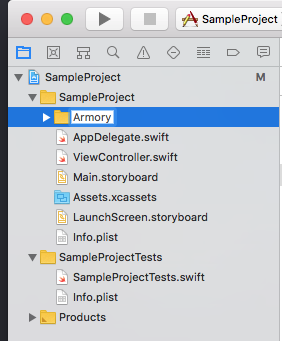 SampleProject
SampleProject M
SampleProject
Armory
AppDelegate.swift
ViewController.swift
Main.storyboard
Assets.xcassets
LaunchScreen.storyboard
Info.plist
SampleProjectTests
SampleProjectTests.swift
Info.plist
Products